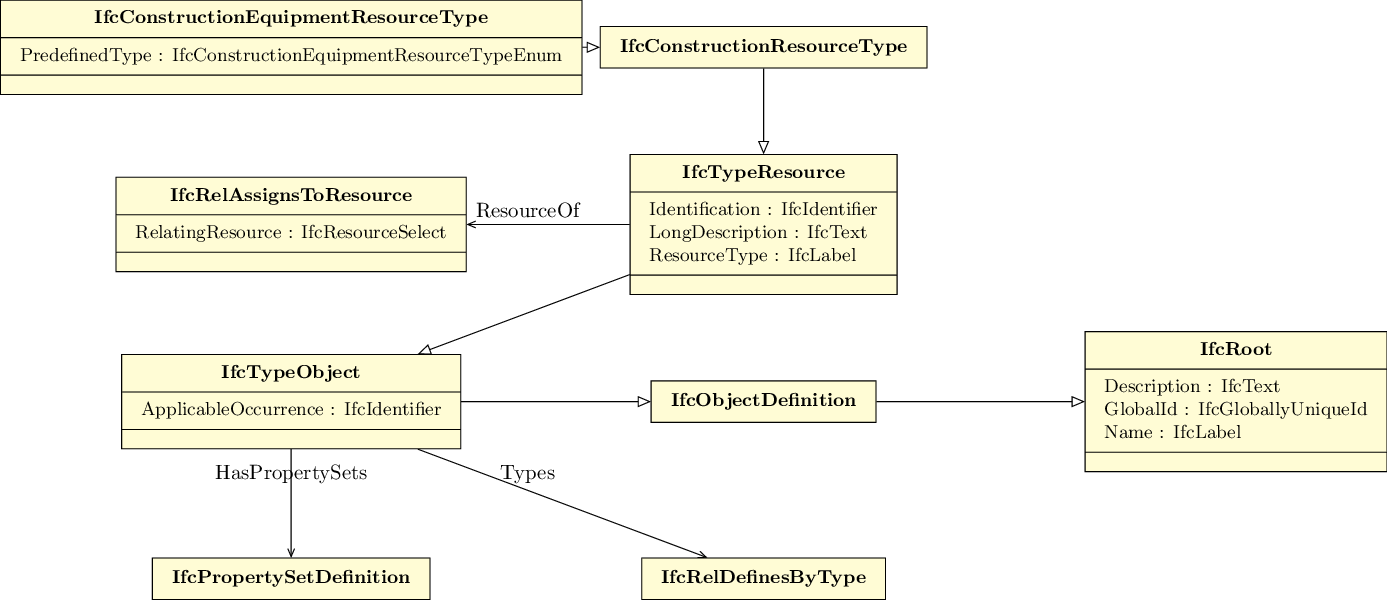 IfcConstructionEquipmentResourceType
PredefinedType : IfcConstructionEquipmentResourceTypeEnum
IfcConstructionResourceType
IfcTypeResource
Identification : IfcIdentifier
LongDescription : IfcText
ResourceType : IfcLabel
IfcRelAssignsToResource
RelatingResource : IfcResourceSelect
ResourceOf
IfcTypeObject
ApplicableOccurrence : IfcIdentifier
IfcObjectDefinition
IfcRoot
Description : IfcText
GlobalId : IfcGloballyUniqueId
Name : IfcLabel
HasPropertySets
Types
IfcPropertySetDefinition
IfcRelDefinesByType